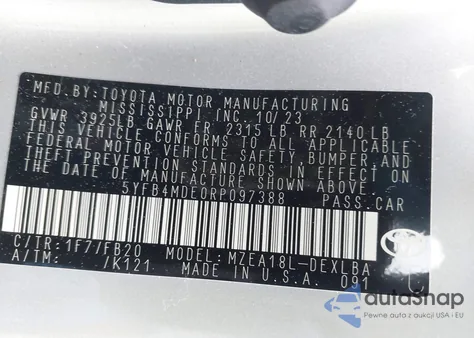 MFD.BY:TOYOTA MOTOR MANUFACTURING
MISSISSIPPI INC. 10/23
GVWR 3925LB GAWR FR 2315 LB RR 2140 LB
THIS VEHICLE CONFORMS TO ALL APPLICABLE
FEDERAL MOTOR VEHICLE SAFETY BUMPER, AND
THEFT PREVENTION STANDARDS IN EFFECT ON
THE DATE OF MANUFACTURE SHOWN ABOVE.
5YFB4MDE0RP097388 PASS.CAR
C/TR:1F7/FB20 MODEL:MZEA18L-DEXLBA
A/TM: /K121 MADE IN U.S.A. 091
autoSnap
Pewne auta z aukcji USA i EU